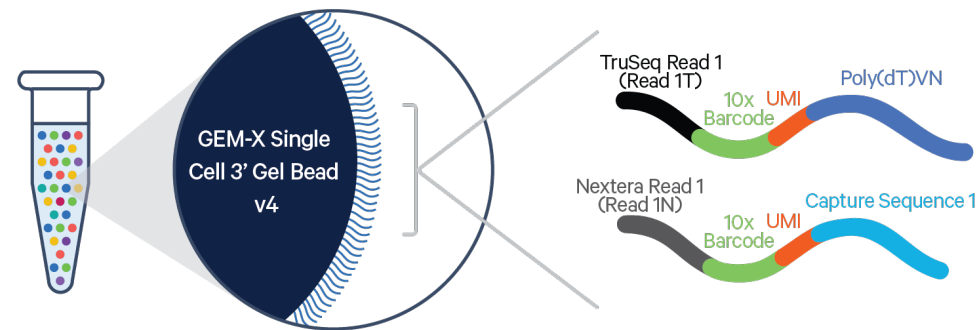 GEM-X Single
Cell 3’ Gel Bead
v4
TruSeq Read 1
(Read 1T)
10x
Barcode
UMI
Poly(dT)VN
Nextera Read 1
(Read 1N)
10x
Barcode
UMI
Capture Sequence 1